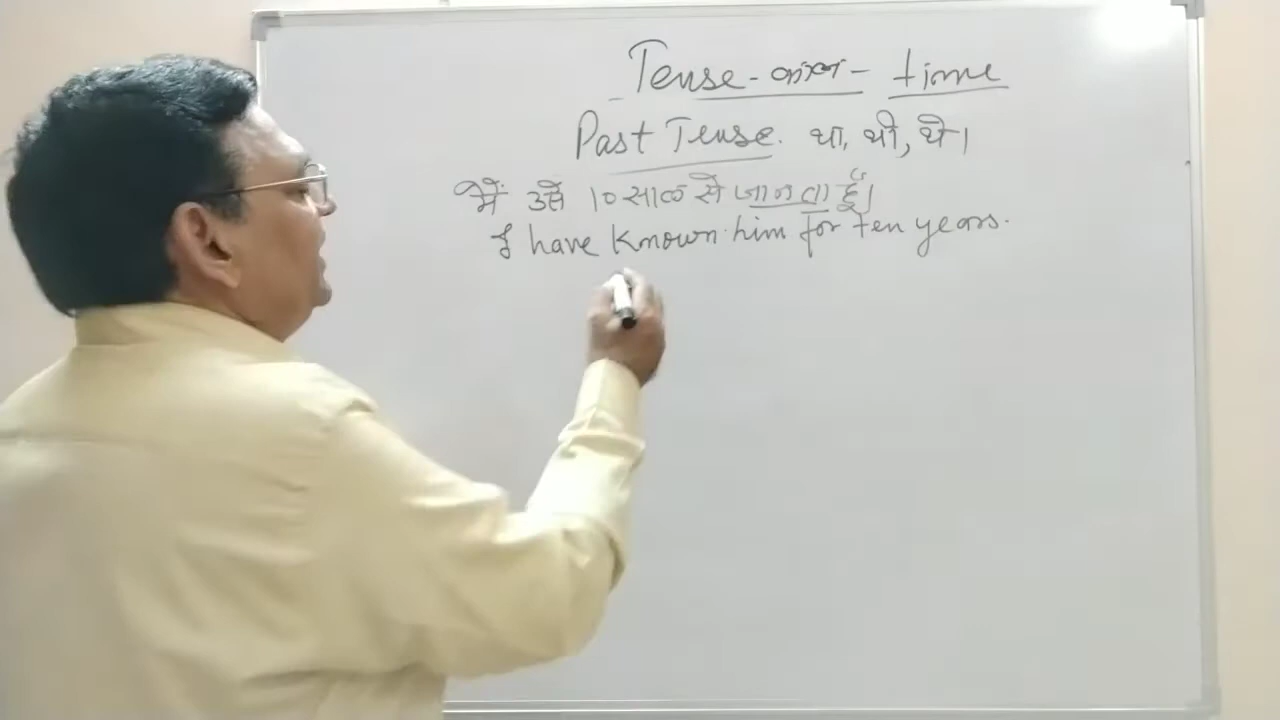 Tense - काल - time
Past Tense. था, थी, थे।
मैं उसे 10 साल से जानता हूँ।
I have known him for ten years.